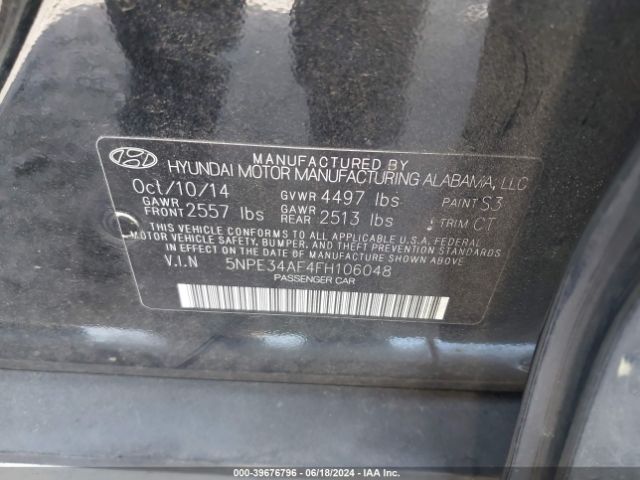 MANUFACTURED BY
HYUNDAI MOTOR MANUFACTURING ALABAMA, LLC
Oct/10/14 GVWR 4497 lbs PAINT S3
GAWR FRONT 2557 lbs GAWR REAR 2513 lbs TRIM CT
THIS VEHICLE CONFORMS TO ALL APPLICABLE U.S.A. FEDERAL
MOTOR VEHICLE SAFETY, BUMPER, AND THEFT PREVENTION STANDARDS
IN EFFECT ON THE DATE OF MANUFACTURE SHOWN ABOVE.
V.I.N 5NPE34AF4FH106048
PASSENGER CAR
000-39676796 - 06/18/2024 - IAA Inc.